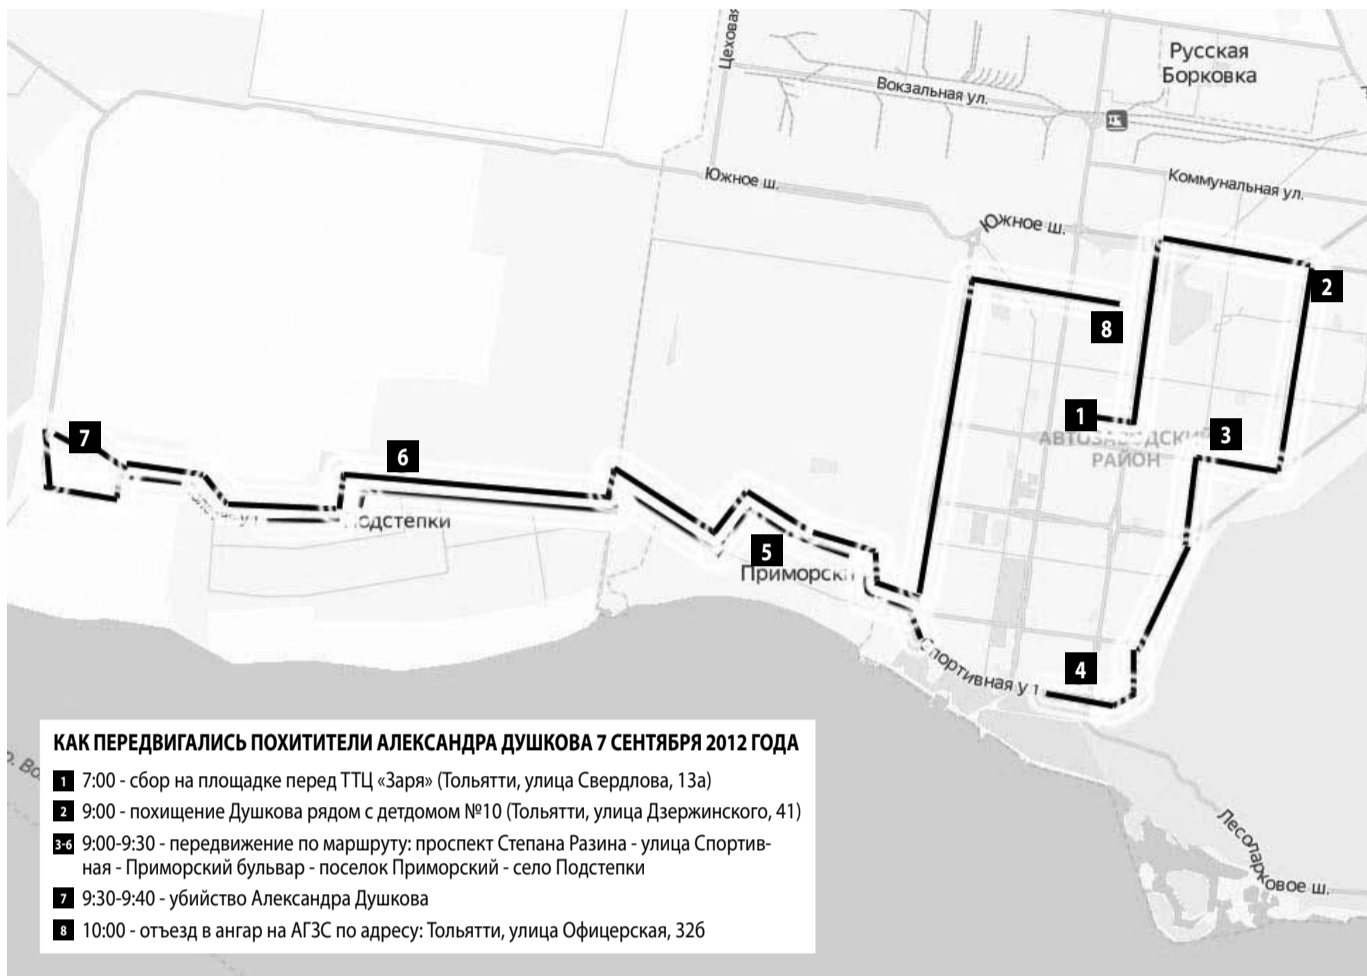 Цеховая
Русская
Борковка
Вокзальная ул.
Южное ш.
Коммунальная ул.
Южное ш.
2
8
1
3
АВТОЗАВОДСКИЙ
РАЙОН
7
6
Подстепки
5
Приморски
4
Спортивная ул
КАК ПЕРЕДВИГАЛИСЬ ПОХИТИТЕЛИ АЛЕКСАНДРА ДУШКОВА 7 СЕНТЯБРЯ 2012 ГОДА
1 7:00 - сбор на площадке перед ТТЦ «Заря» (Тольятти, улица Свердлова, 13а)
2 9:00 - похищение Душкова рядом с детдомом №10 (Тольятти, улица Дзержинского, 41)
3-6 9:00-9:30 - передвижение по маршруту: проспект Степана Разина - улица Спортив-
ная - Приморский бульвар - поселок Приморский - село Подстепки
7 9:30-9:40 - убийство Александра Душкова
8 10:00 - отъезд в ангар на АГЗС по адресу: Тольятти, улица Офицерская, 32б
Лесопарковое ш.